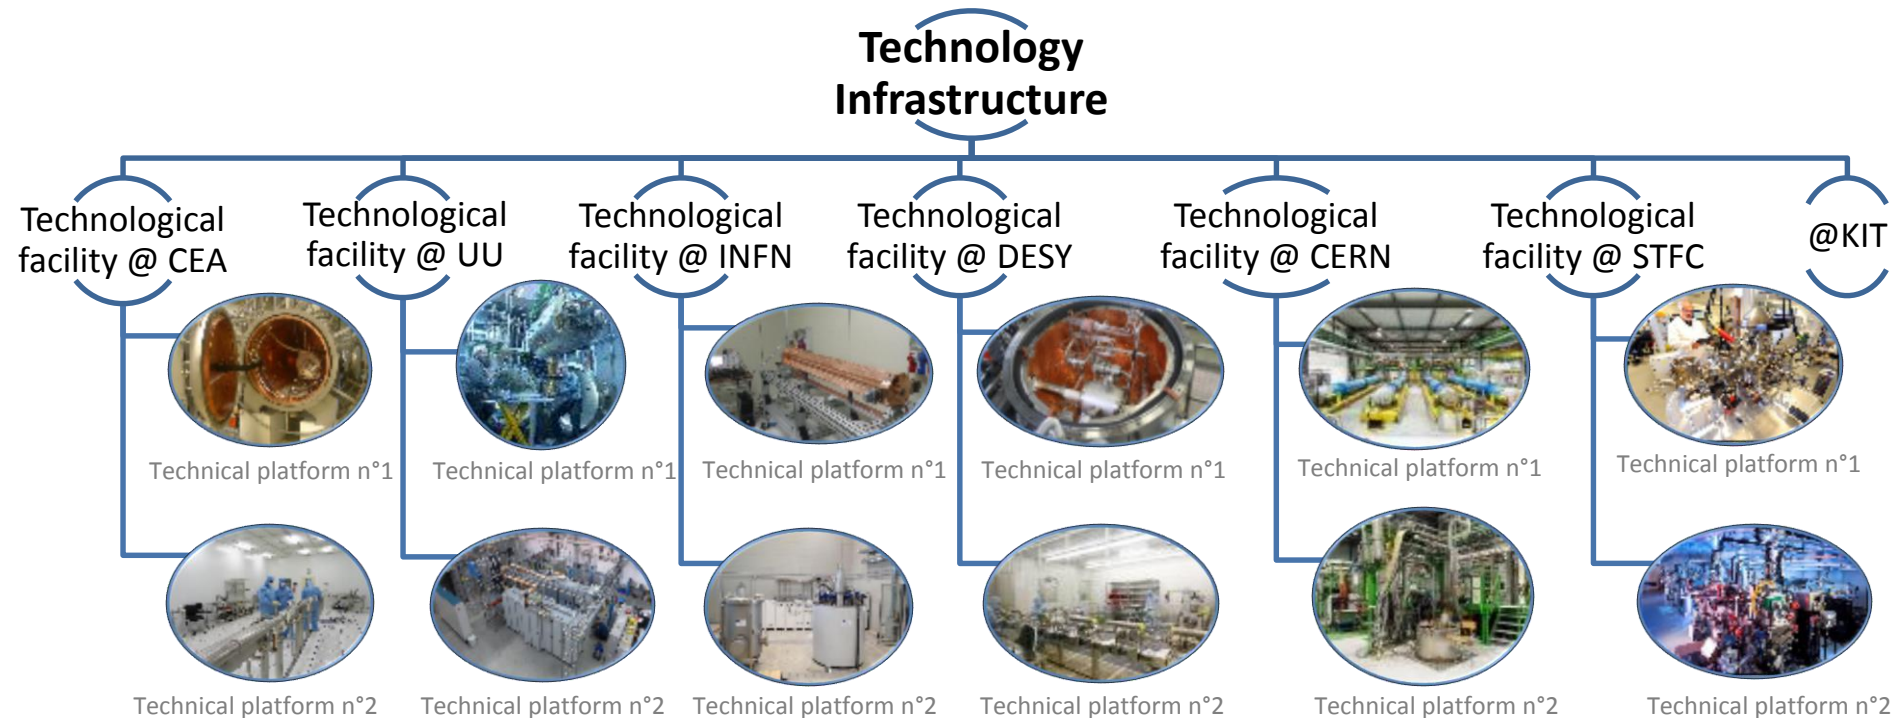 Technology
Infrastructure
Technological
facility @ CEA
Technological
facility @ UU
Technological
facility @ INFN
Technological
facility @ DESY
Technological
facility @ CERN
Technological
facility @ STFC
@KIT
Technical platform n°1
Technical platform n°1
Technical platform n°1
Technical platform n°1
Technical platform n°1
Technical platform n°1
Technical platform n°2
Technical platform n°2
Technical platform n°2
Technical platform n°2
Technical platform n°2
Technical platform n°2